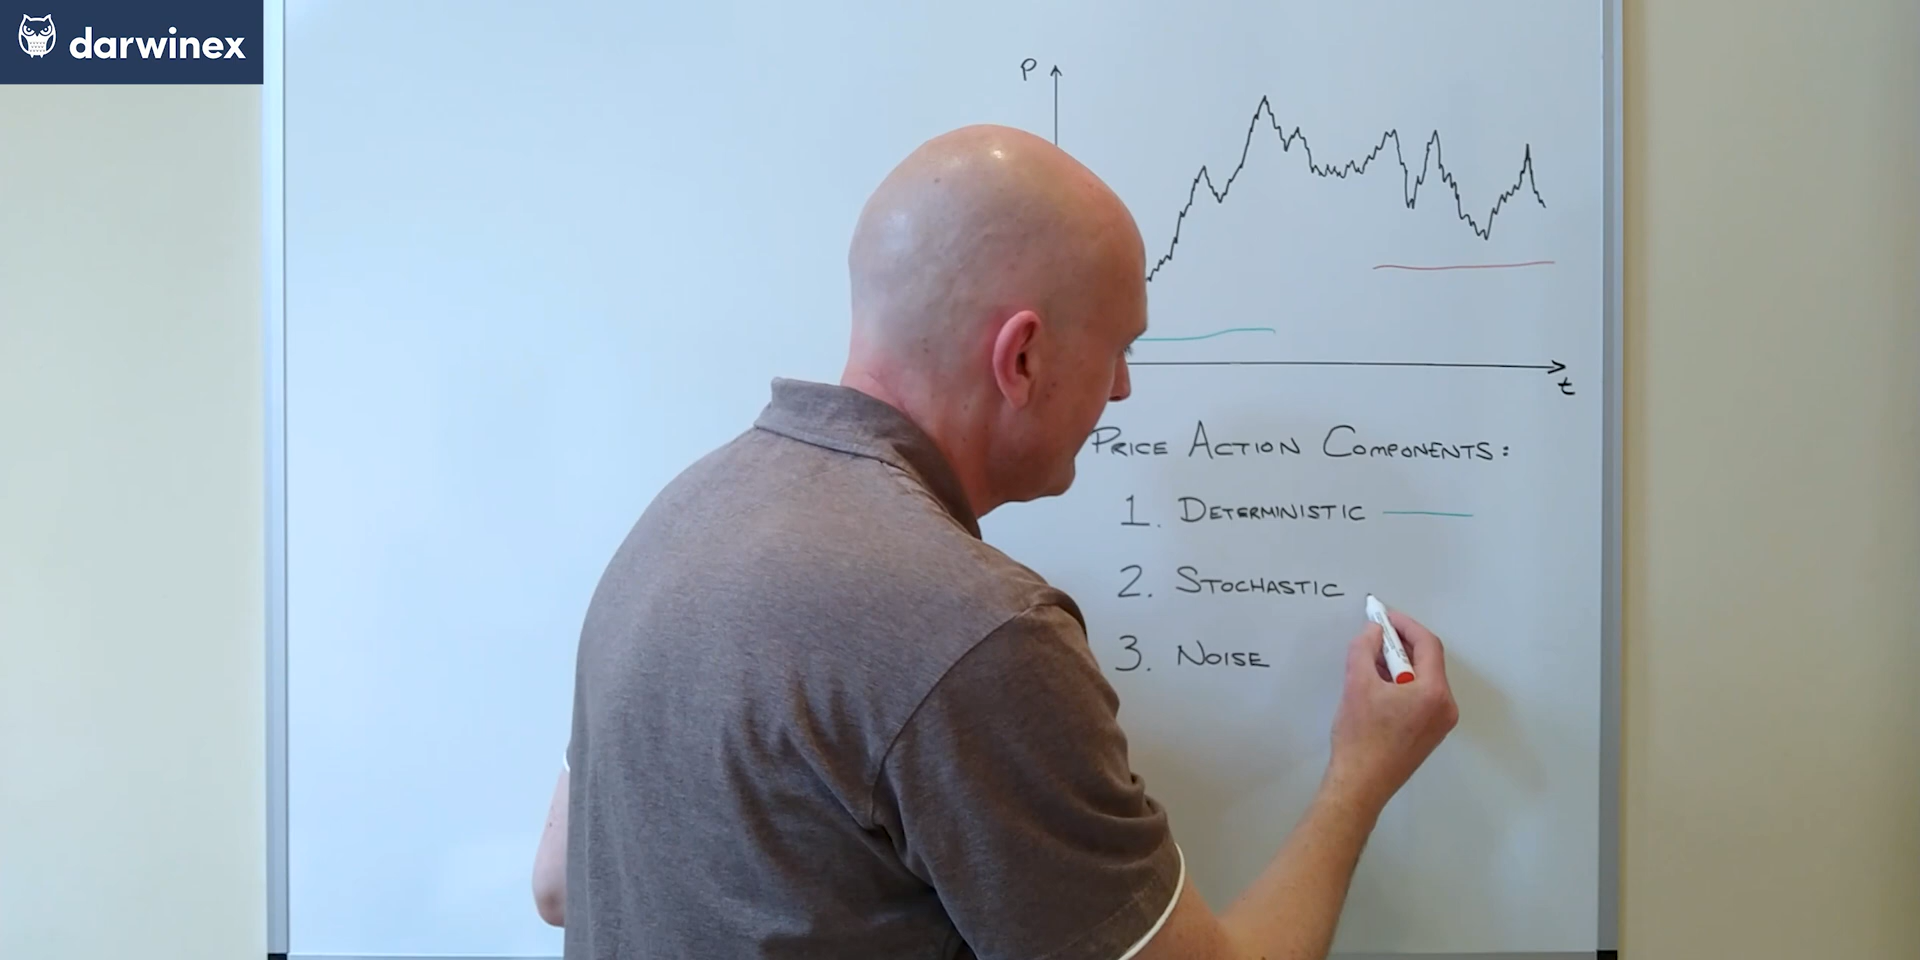 darwinex
P
t
PRICE ACTION COMPONENTS:
1. DETERMINISTIC
2. STOCHASTIC
3. NOISE